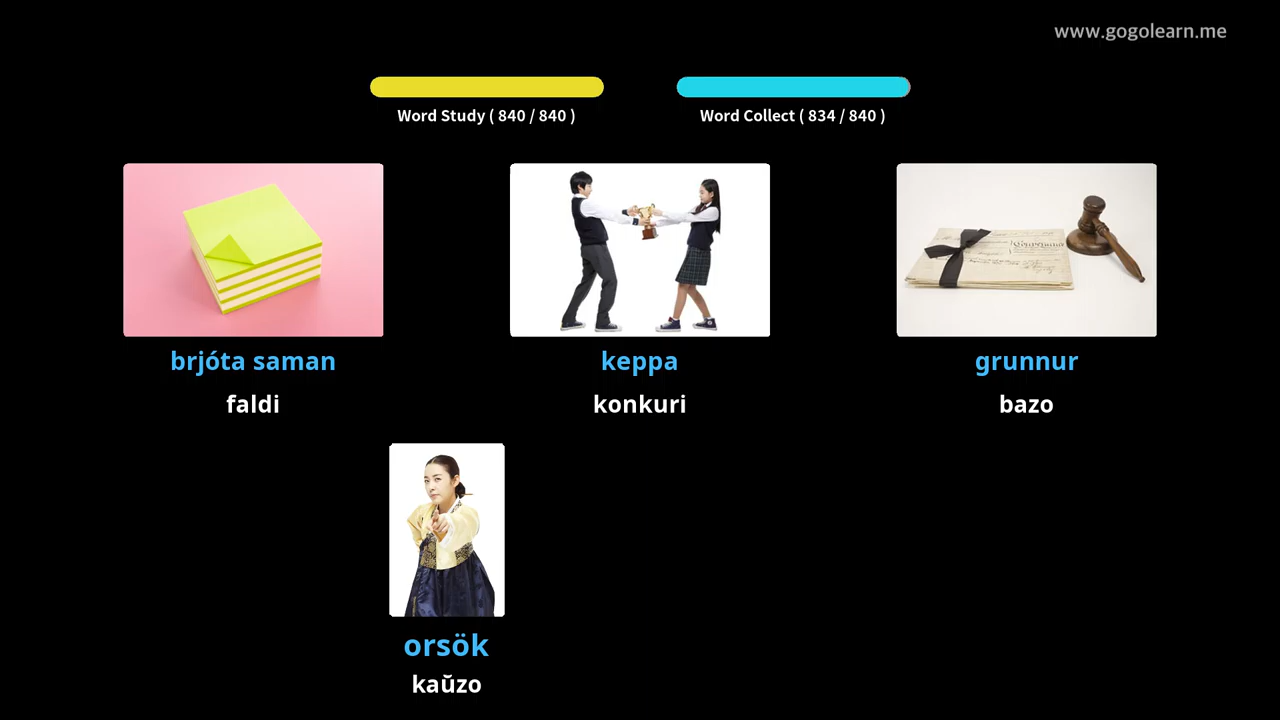 www.gogolearn.me
Word Study ( 840 / 840 )
Word Collect ( 834 / 840 )
brjóta saman
keppa
grunnur
faldi
konkuri
bazo
orsök
kaŭzo